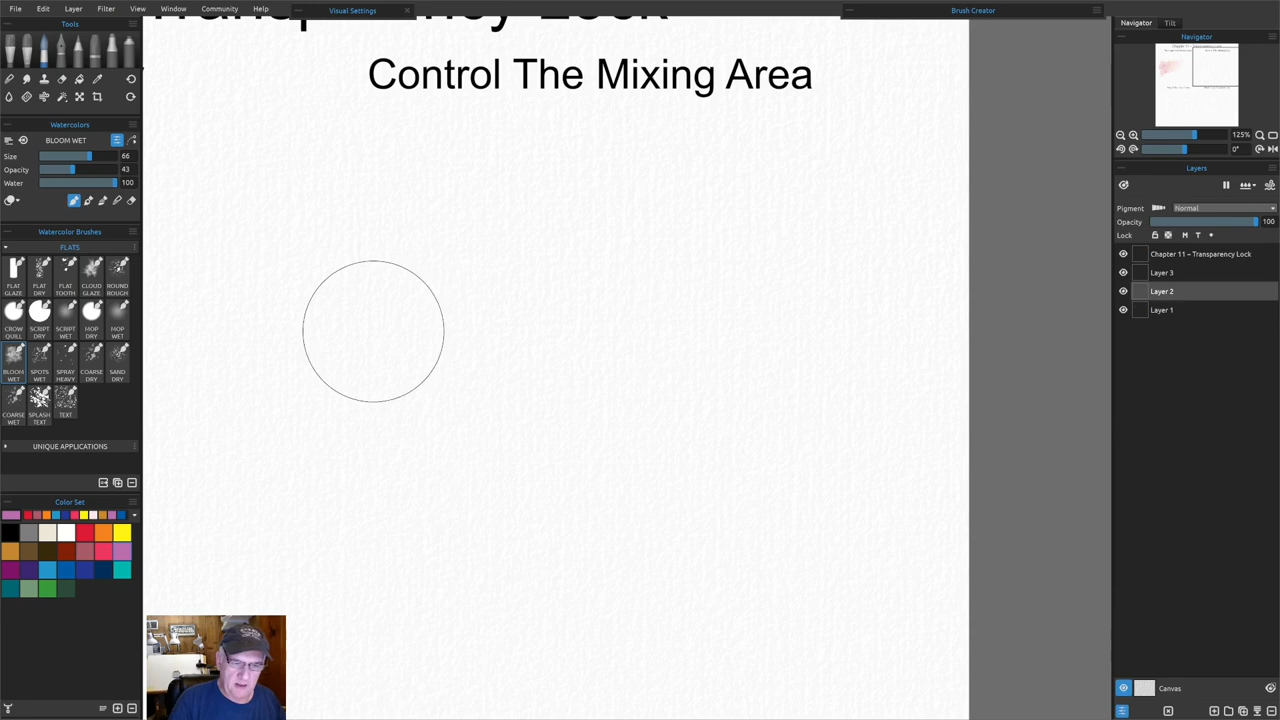 File Edit Layer Filter View Window Community Help
Visual Settings
Brush Creator
Tools
Watercolors
BLOOM WET
Size 66
Opacity 43
Water 100
Watercolor Brushes
FLATS
FLAT GLAZE
FLAT DRY
FLAT TOOTH
CLOUD GLAZE
ROUND ROUGH
CROW QUILL
SCRIPT DRY
SCRIPT WET
MOP DRY
MOP WET
BLOOM WET
SPOTS WET
SPRAY HEAVY
COARSE DRY
SAND DRY
COARSE WET
SPLASH TEXT
TEXT
UNIQUE APPLICATIONS
Color Set
Transparency Lock
Control The Mixing Area
Navigator Tilt
Navigator
125%
0°
Layers
Pigment Normal
Opacity 100
Lock M T
Chapter 11 – Transparency Lock
Layer 3
Layer 2
Layer 1
Canvas